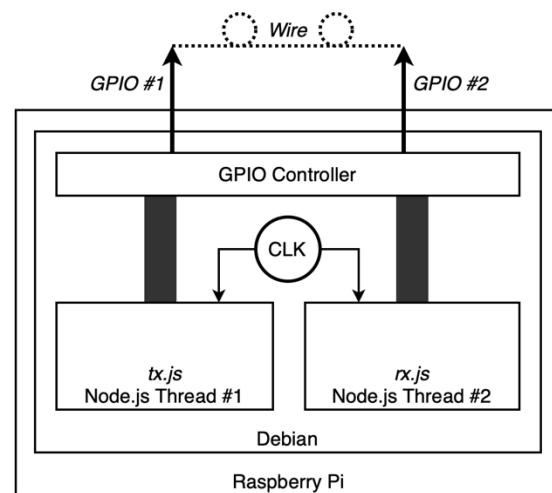 Wire
GPIO #1
GPIO #2
GPIO Controller
CLK
tx.js
Node.js Thread #1
rx.js
Node.js Thread #2
Debian
Raspberry Pi